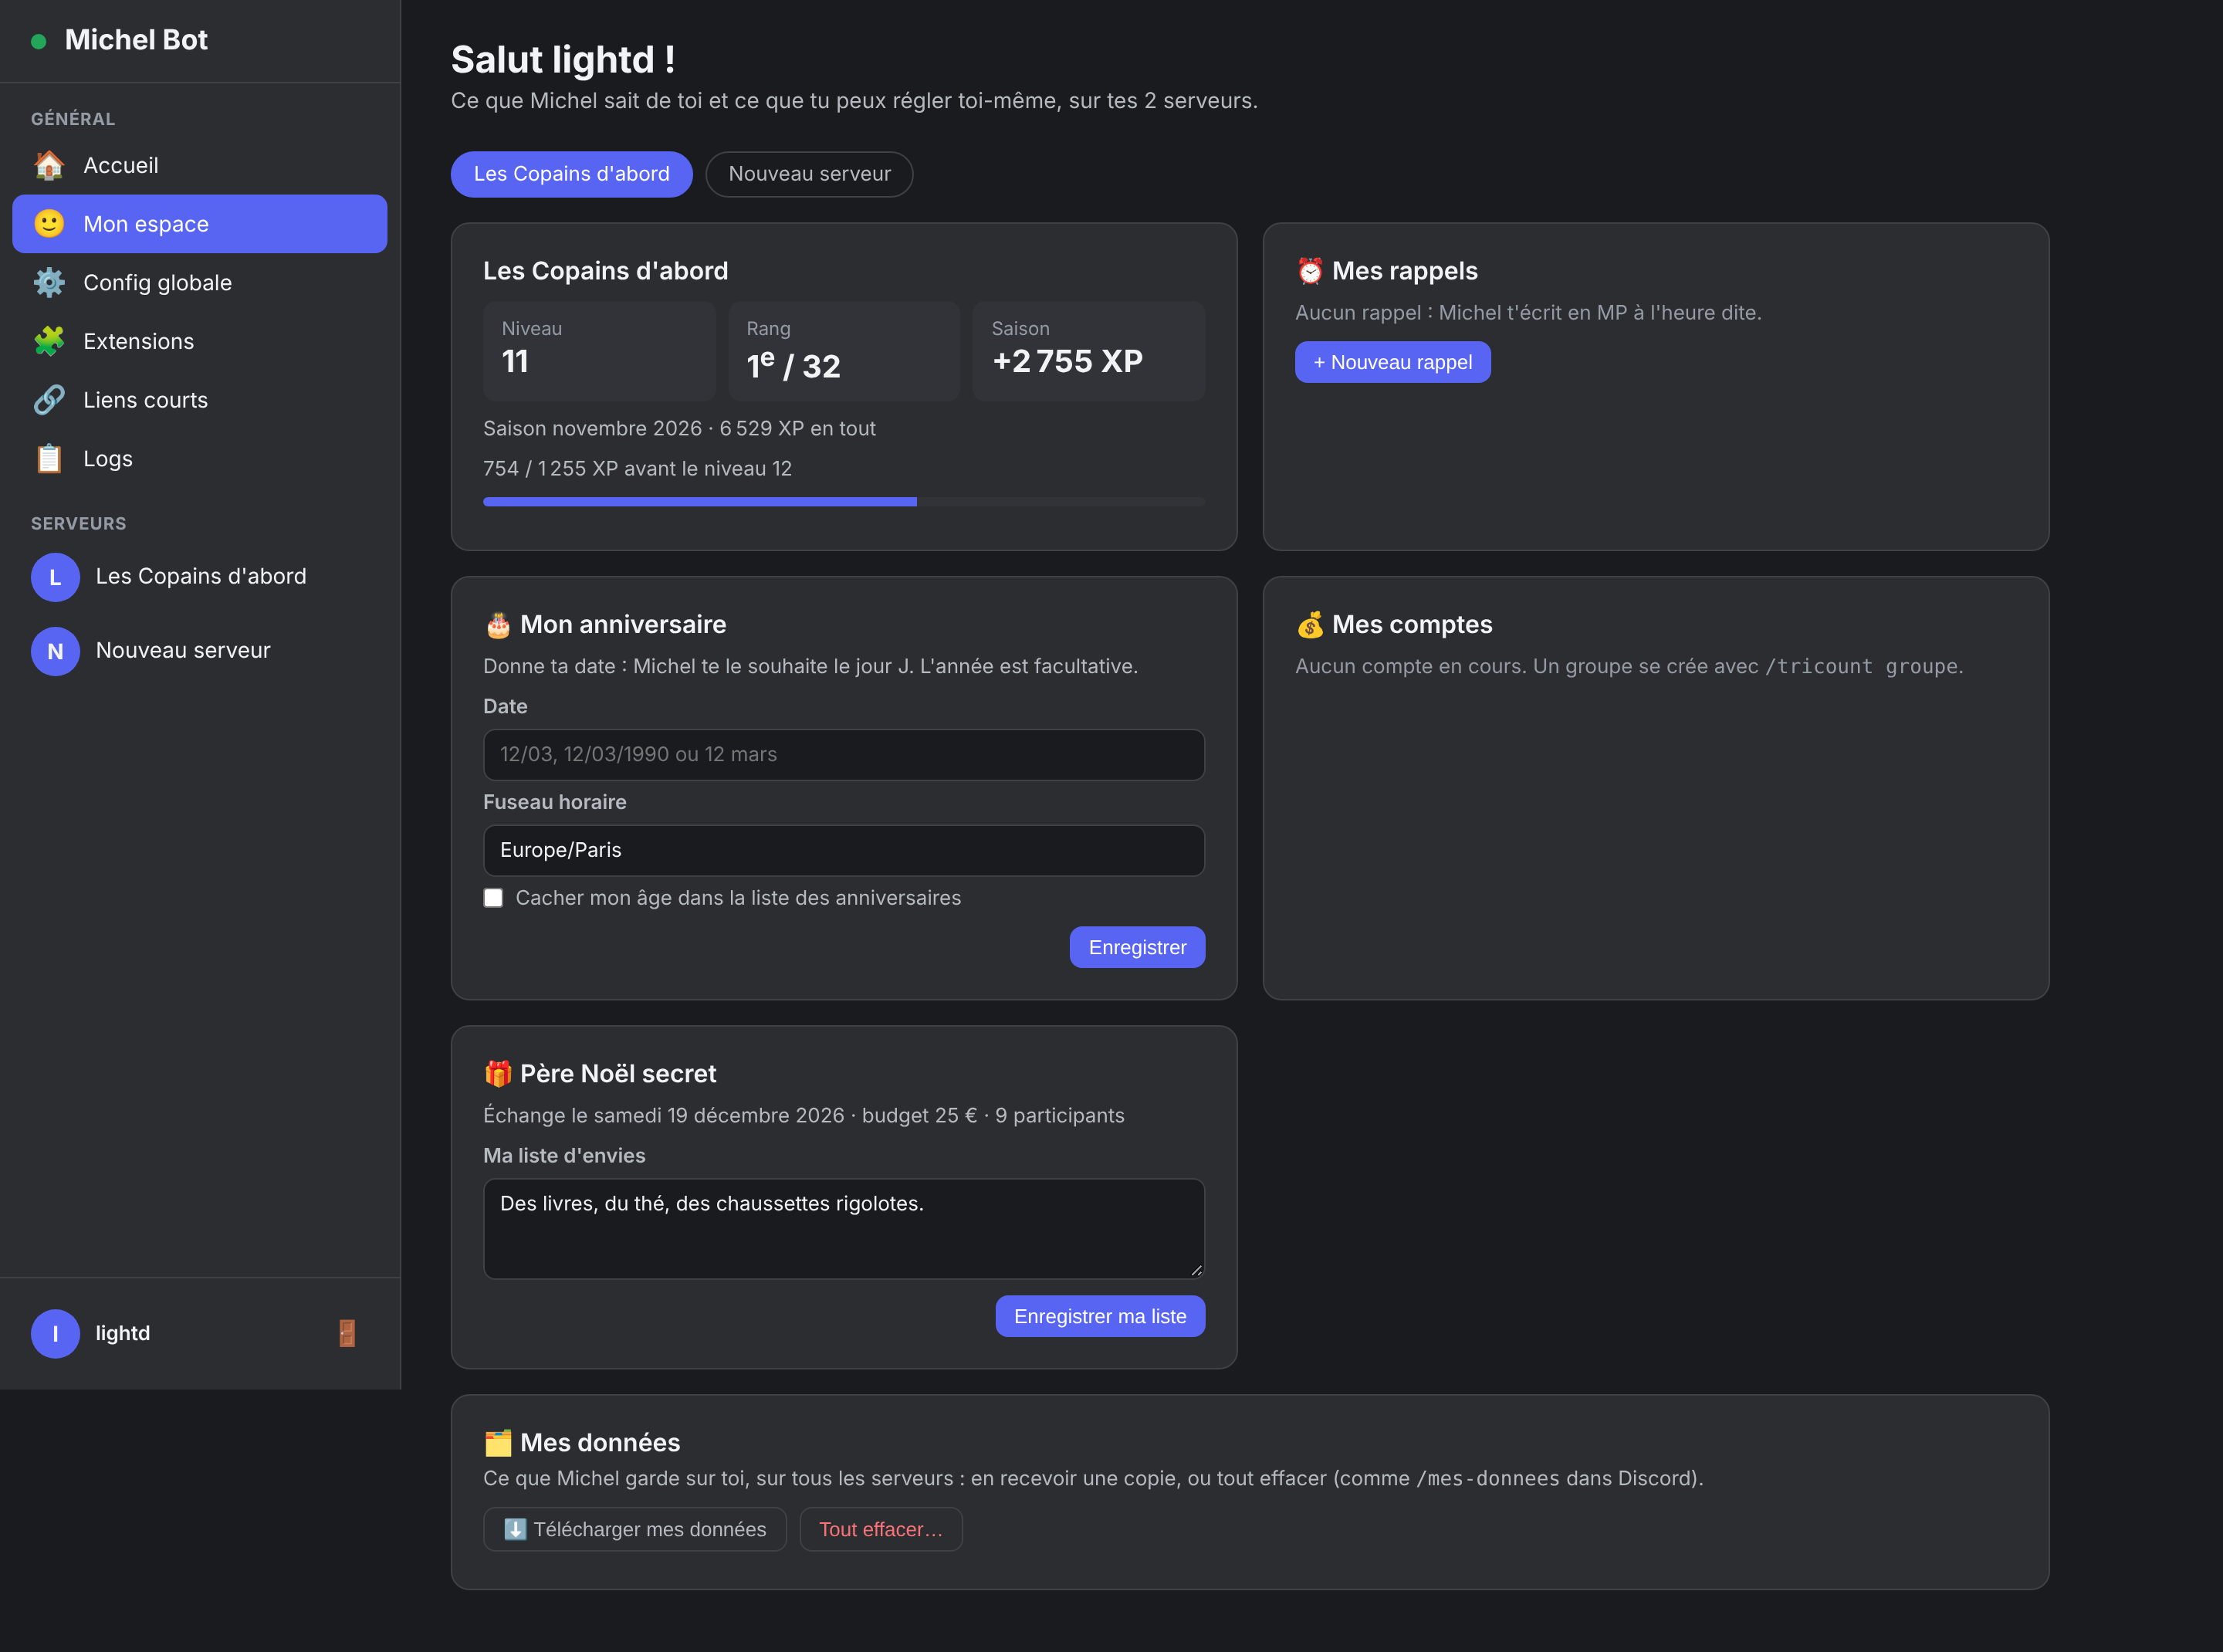 Michel Bot
GÉNÉRAL
Accueil
Mon espace
Config globale
Extensions
Liens courts
Logs
SERVEURS
L Les Copains d'abord
N Nouveau serveur
l lightd
Salut lightd !
Ce que Michel sait de toi et ce que tu peux régler toi-même, sur tes 2 serveurs.
Les Copains d'abord Nouveau serveur
Les Copains d'abord
Niveau
11
Rang
1e / 32
Saison
+2 755 XP
Saison novembre 2026 · 6 529 XP en tout
754 / 1 255 XP avant le niveau 12
Mes rappels
Aucun rappel : Michel t'écrit en MP à l'heure dite.
+ Nouveau rappel
Mon anniversaire
Donne ta date : Michel te le souhaite le jour J. L'année est facultative.
Date
12/03, 12/03/1990 ou 12 mars
Fuseau horaire
Europe/Paris
Cacher mon âge dans la liste des anniversaires
Enregistrer
Mes comptes
Aucun compte en cours. Un groupe se crée avec /tricount groupe.
Père Noël secret
Échange le samedi 19 décembre 2026 · budget 25 € · 9 participants
Ma liste d'envies
Des livres, du thé, des chaussettes rigolotes.
Enregistrer ma liste
Mes données
Ce que Michel garde sur toi, sur tous les serveurs : en recevoir une copie, ou tout effacer (comme /mes-donnees dans Discord).
Télécharger mes données
Tout effacer…